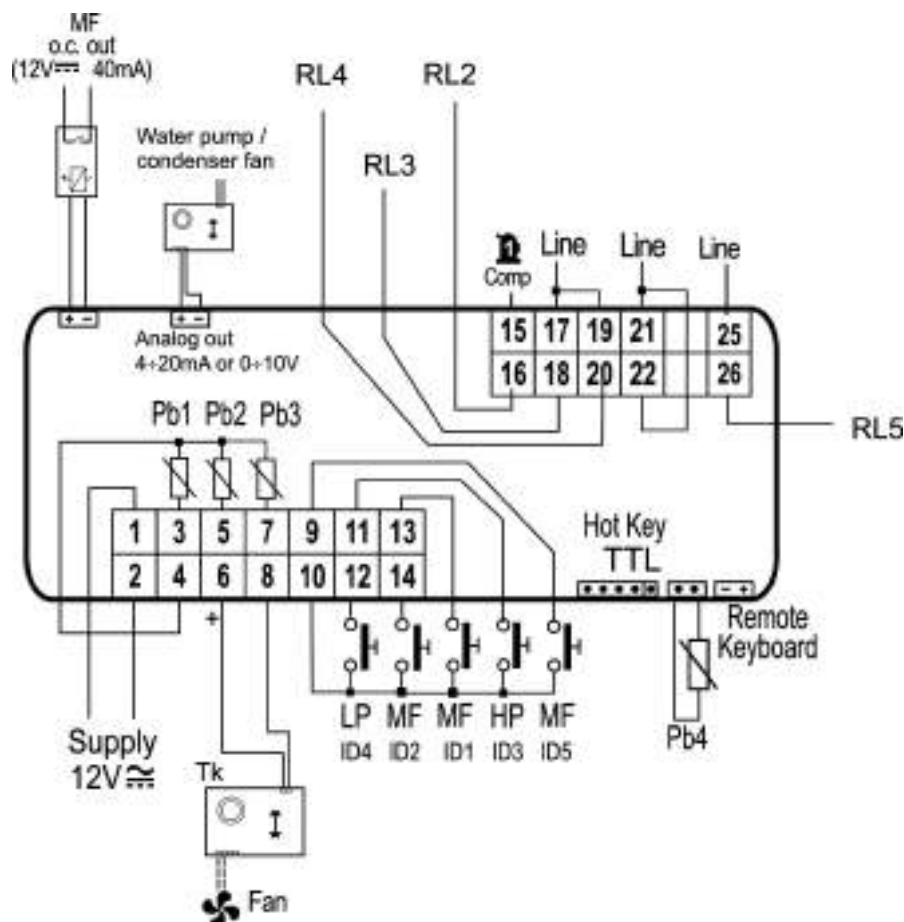 MF
o.c. out
(12V⎓ 40mA)
RL4
RL2
Water pump /
condenser fan
RL3
1
Line
Line
Line
Comp
+ -
+ -
15 17 19 21 25
Analog out
4÷20mA or 0÷10V
16 18 20 22 26
Pb1 Pb2 Pb3
RL5
1 3 5 7 9 11 13
Hot Key
TTL
2 4 6 8 10 12 14
- +
+
Remote
Keyboard
LP MF MF HP MF
ID4 ID2 ID1 ID3 ID5
Pb4
Supply
12V
Tk
Fan